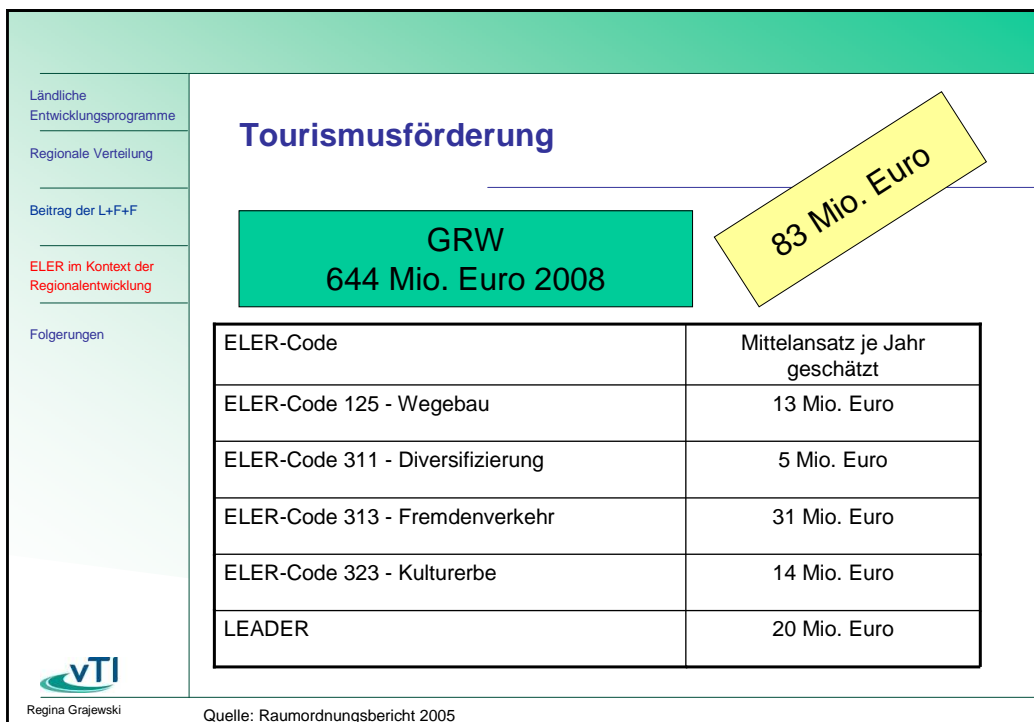 Ländliche
Entwicklungsprogramme
Regionale Verteilung
Beitrag der L+F+F
ELER im Kontext der
Regionalentwicklung
Folgerungen
Tourismusförderung
83 Mio. Euro
GRW
644 Mio. Euro 2008
ELER-Code
Mittelansatz je Jahr
geschätzt
ELER-Code 125 - Wegebau
13 Mio. Euro
ELER-Code 311 - Diversifizierung
5 Mio. Euro
ELER-Code 313 - Fremdenverkehr
31 Mio. Euro
ELER-Code 323 - Kulturerbe
14 Mio. Euro
LEADER
20 Mio. Euro
vTI
Regina Grajewski
Quelle: Raumordnungsbericht 2005